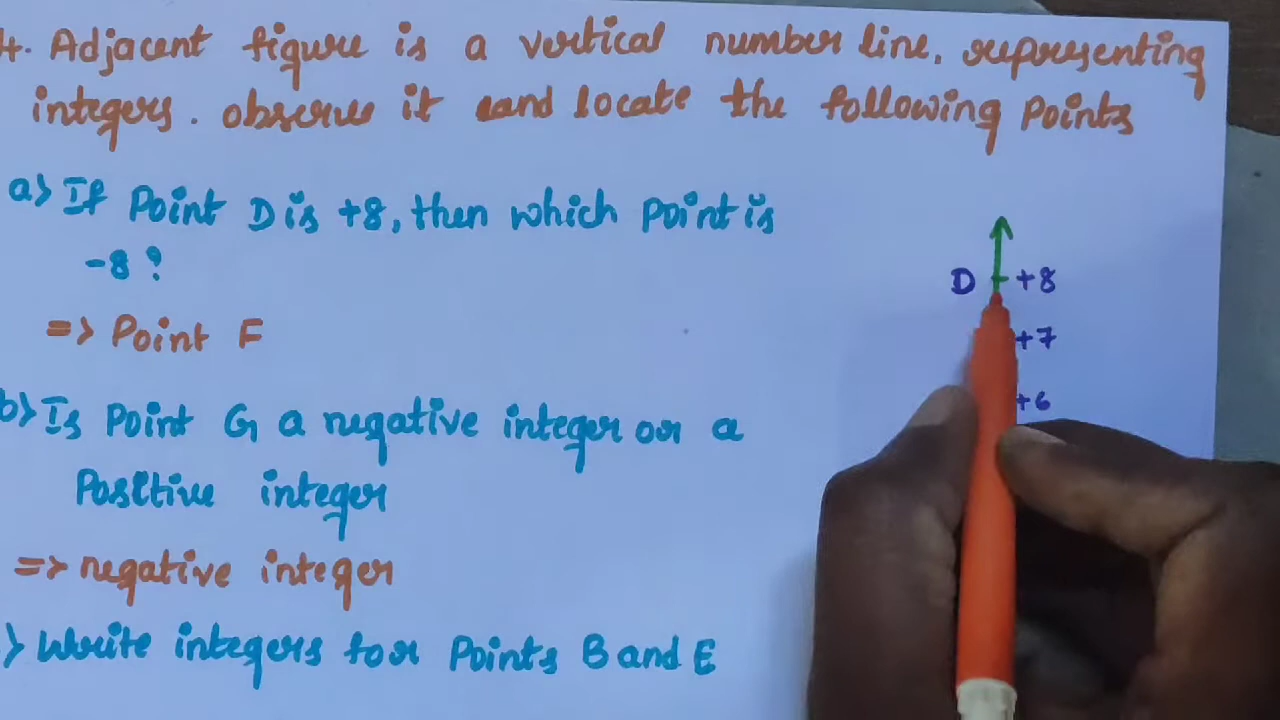 4. Adjacent figure is a vertical number line, representing
integers. observe it and locate the following Points
a) If Point D is +8, then which Point is
-8?
=> Point F
b) Is Point G a negative integer or a
Positive integer
=> negative integer
) Write integers for Points B and E
D +8
+7
+6